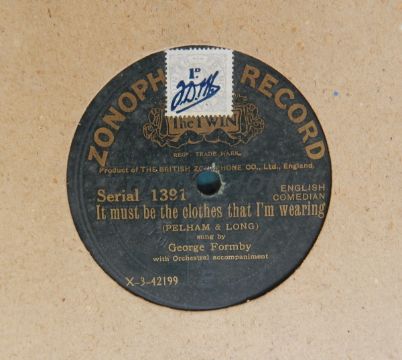 ZONOPHONE RECORD
1D
The TWIN
REGD. TRADE MARK.
Product of THE BRITISH ZONOPHONE CO., Ltd., England.
Serial 1391
ENGLISH
COMEDIAN
It must be the clothes that I'm wearing
(PELHAM & LONG)
sung by
George Formby
with Orchestral accompaniment
X-3-42199